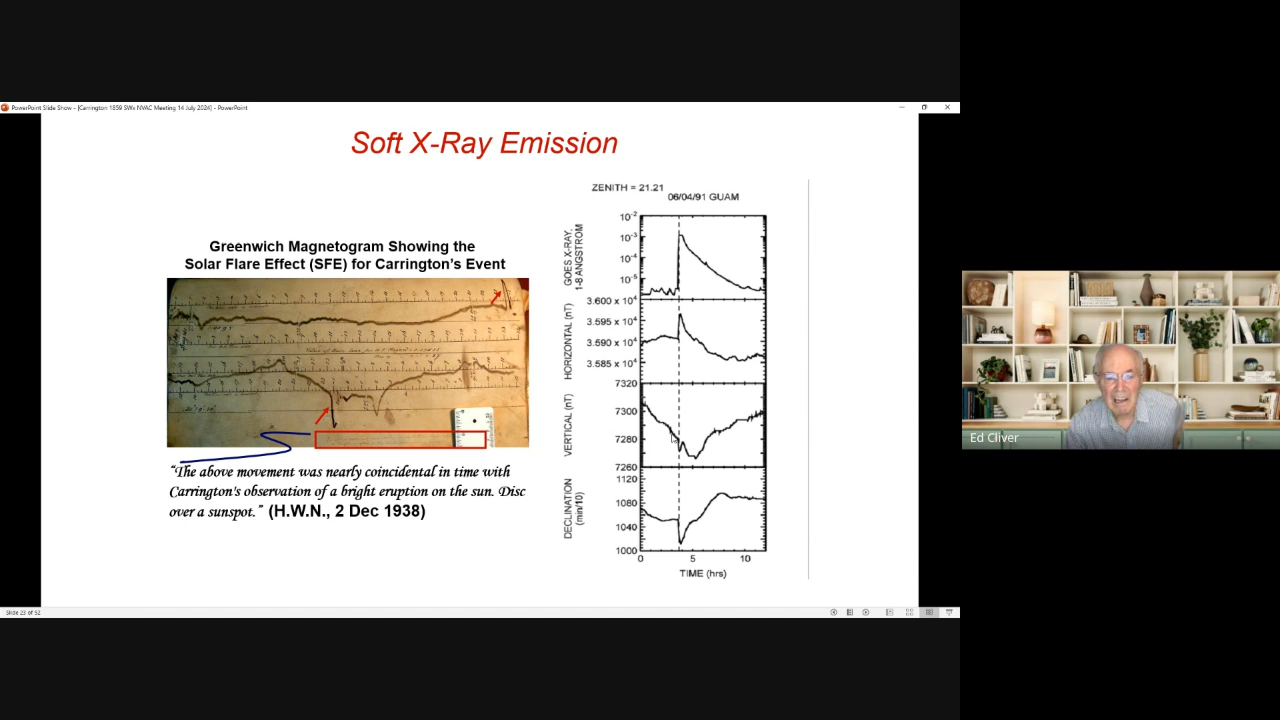 PowerPoint Slide Show - [Carrington 1859 SWx NVAC Meeting 14 July 2024] - PowerPoint
Soft X-Ray Emission
Greenwich Magnetogram Showing the
Solar Flare Effect (SFE) for Carrington's Event
"The above movement was nearly coincidental in time with
Carrington's observation of a bright eruption on the sun. Disc
over a sunspot." (H.W.N., 2 Dec 1938)
ZENITH = 21.21
06/04/91 GUAM
GOES X-RAY,
1-8 ANGSTROM
10-2
10-3
10-4
10-5
HORIZONTAL (nT)
3.600 x 104
3.595 x 104
3.590 x 104
3.585 x 104
VERTICAL (nT)
7320
7300
7280
7260
DECLINATION
(min/10)
1120
1080
1040
1000
0 5 10
TIME (hrs)
Ed Cliver
Slide 23 of 52